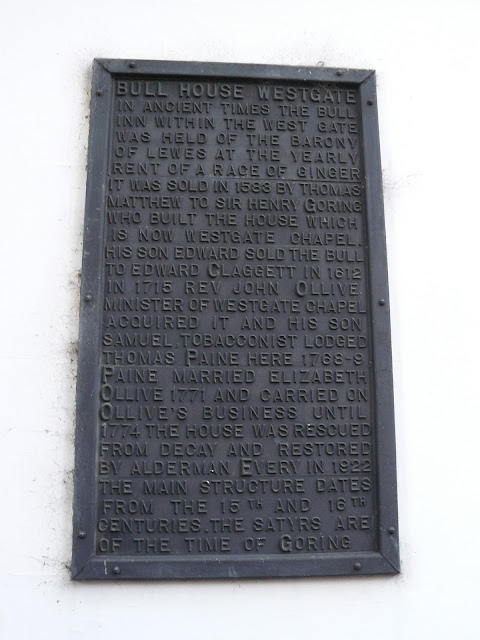 BULL HOUSE WESTGATE
IN ANCIENT TIMES THE BULL
INN WITHIN THE WEST GATE
WAS HELD OF THE BARONY
OF LEWES AT THE YEARLY
RENT OF A RACE OF GINGER
IT WAS SOLD IN 1583 BY THOMAS
MATTHEW TO SIR HENRY GORING
WHO BUILT THE HOUSE WHICH
IS NOW WESTGATE CHAPEL.
HIS SON EDWARD SOLD THE BULL
TO EDWARD CLAGGETT IN 1612
IN 1715 REV JOHN OLLIVE
MINISTER OF WESTGATE CHAPEL
ACQUIRED IT AND HIS SON
SAMUEL, TOBACCONIST LODGED
THOMAS PAINE HERE 1768-9
PAINE MARRIED ELIZABETH
OLLIVE 1771 AND CARRIED ON
OLLIVE'S BUSINESS UNTIL
1774 THE HOUSE WAS RESCUED
FROM DECAY AND RESTORED
BY ALDERMAN EVERY IN 1922
THE MAIN STRUCTURE DATES
FROM THE 15TH AND 16TH
CENTURIES. THE SATYRS ARE
OF THE TIME OF GORING